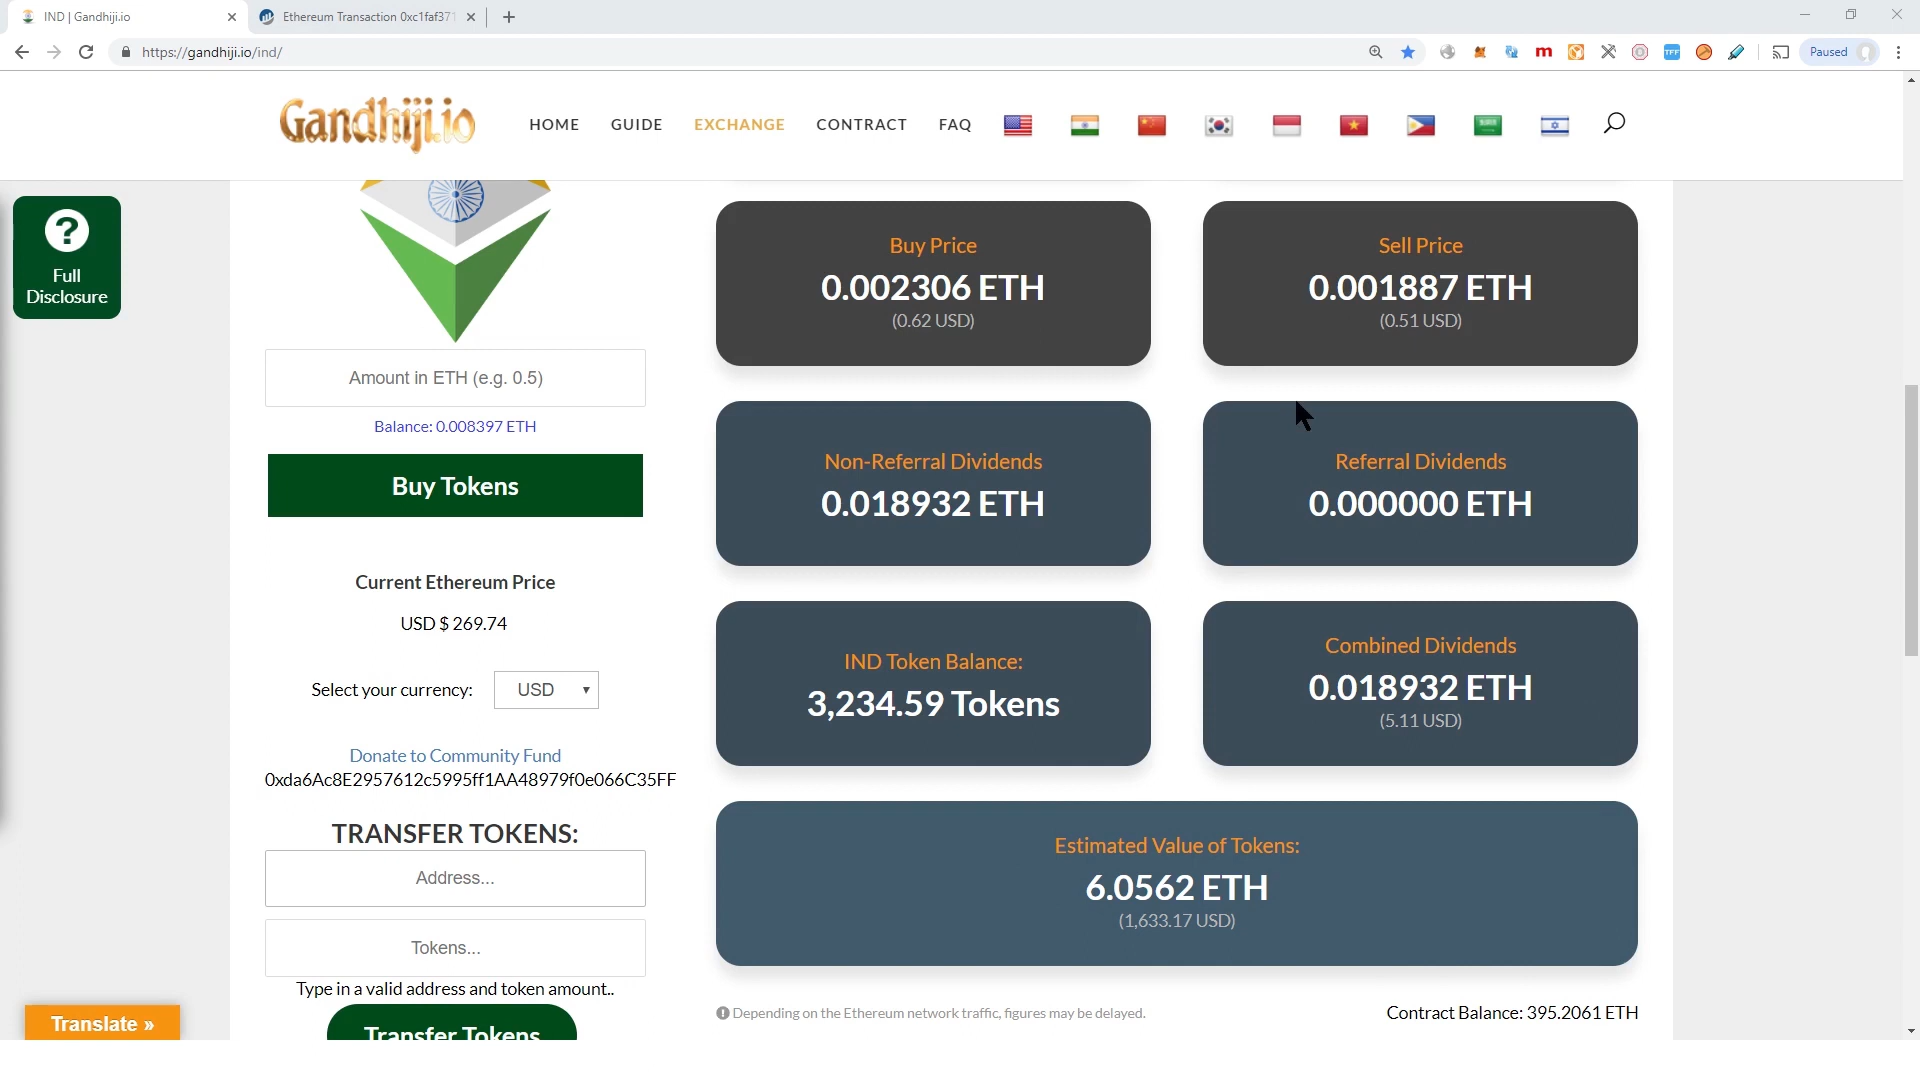 IND | Gandhiji.io
Ethereum Transaction 0xc1faf371
https://gandhiji.io/ind/
m
TFF
Paused
Gandhiji.io
HOME
GUIDE
EXCHANGE
CONTRACT
FAQ
?
Full
Disclosure
Amount in ETH (e.g. 0.5)
Balance: 0.008397 ETH
Buy Tokens
Current Ethereum Price
USD $ 269.74
Select your currency:
USD
Donate to Community Fund
0xda6Ac8E2957612c5995ff1AA48979f0e066C35FF
TRANSFER TOKENS:
Address...
Tokens...
Type in a valid address and token amount..
Transfer Tokens
Translate »
Buy Price
0.002306 ETH
(0.62 USD)
Sell Price
0.001887 ETH
(0.51 USD)
Non-Referral Dividends
0.018932 ETH
Referral Dividends
0.000000 ETH
IND Token Balance:
3,234.59 Tokens
Combined Dividends
0.018932 ETH
(5.11 USD)
Estimated Value of Tokens:
6.0562 ETH
(1,633.17 USD)
Depending on the Ethereum network traffic, figures may be delayed.
Contract Balance: 395.2061 ETH